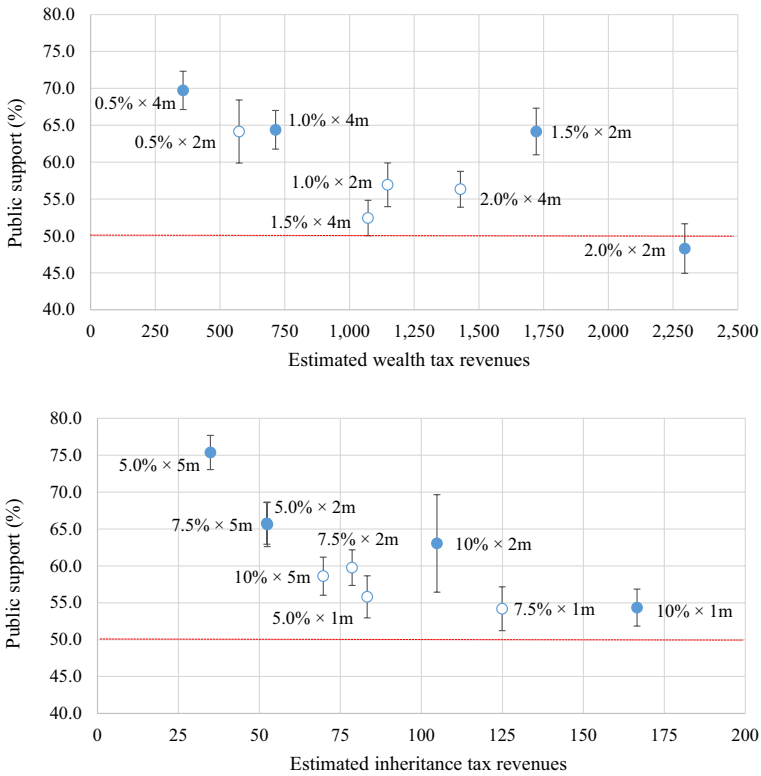 80.0
75.0
70.0
65.0
60.0
55.0
50.0
45.0
40.0
Public support (%)
0.5% × 4m
0.5% × 2m
1.0% × 4m
1.5% × 2m
1.0% × 2m
2.0% × 4m
1.5% × 4m
2.0% × 2m
0 250 500 750 1,000 1,250 1,500 1,750 2,000 2,250 2,500
Estimated wealth tax revenues
80.0
75.0
70.0
65.0
60.0
55.0
50.0
45.0
40.0
Public support (%)
5.0% × 5m
5.0% × 2m
7.5% × 5m
7.5% × 2m
10% × 2m
10% × 5m
5.0% × 1m
7.5% × 1m
10% × 1m
0 25 50 75 100 125 150 175 200
Estimated inheritance tax revenues